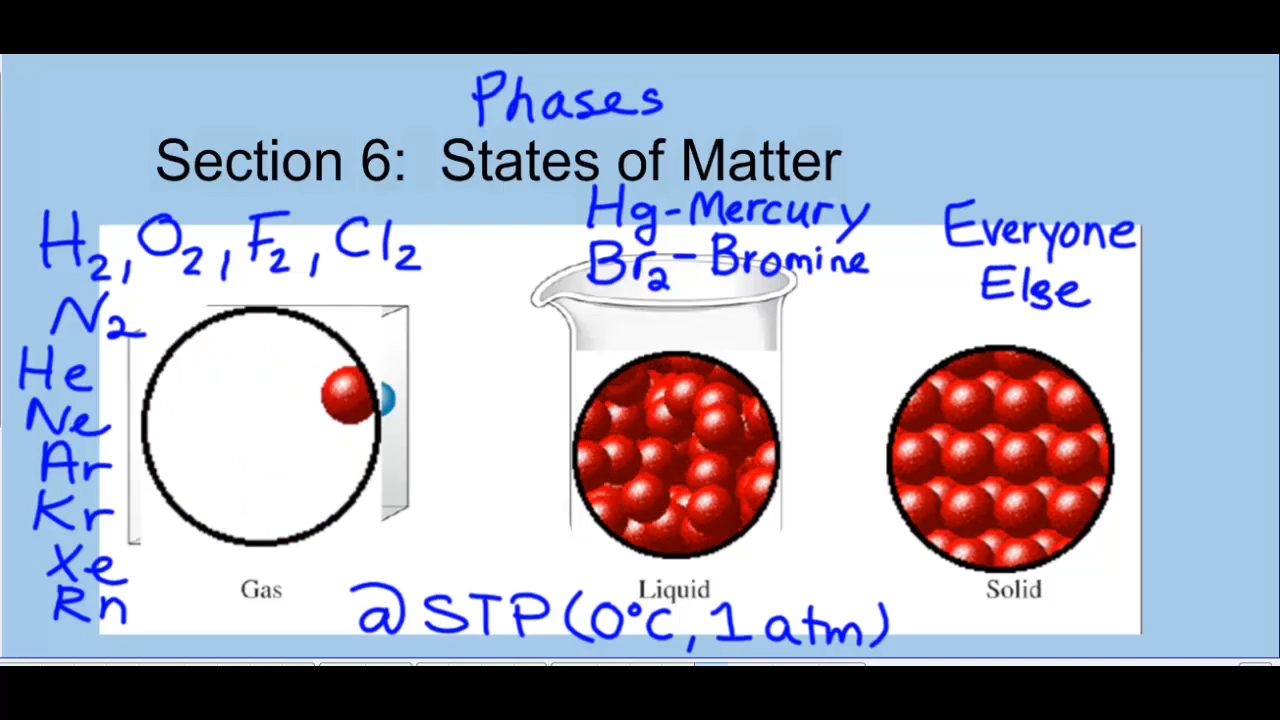 Phases
Section 6: States of Matter
H2, O2, F2, Cl2
N2
He
Ne
Ar
Kr
Xe
Rn
Hg-Mercury
Br2-Bromine
Everyone
Else
Gas
Liquid
Solid
@ STP (0°C, 1 atm)